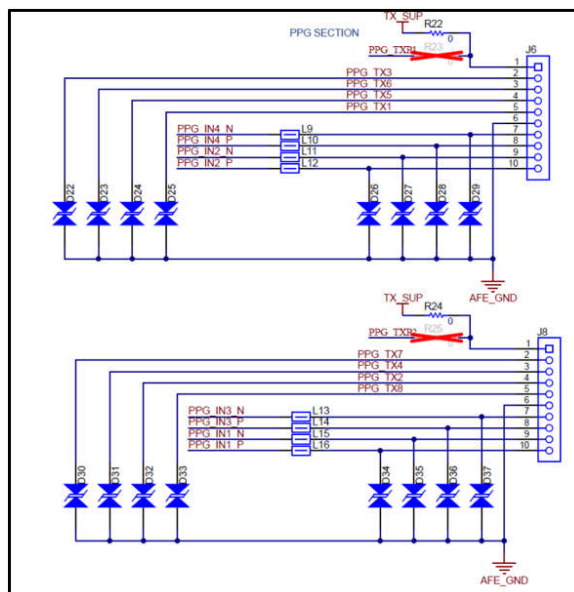 TX_SUP
R22
0
PPG SECTION
PPG_TXP1
R23
J6
1
PPG_TX3
2
PPG_TX6
3
PPG_TX5
4
PPG_TX1
5
6
PPG_IN4_N L9 7
PPG_IN4_P L10 8
PPG_IN2_N L11 9
PPG_IN2_P L12 10
D22 D23 D24 D25 D26 D27 D28 D29
AFE_GND
TX_SUP
R24
0
R25
J8
1
PPG_TX7
2
PPG_TX4
3
PPG_TX2
4
PPG_TX8
5
6
PPG_IN3_N L13 7
PPG_IN3_P L14 8
PPG_IN1_N L15 9
PPG_IN1_P L16 10
D30 D31 D32 D33 D34 D35 D36 D37
AFE_GND